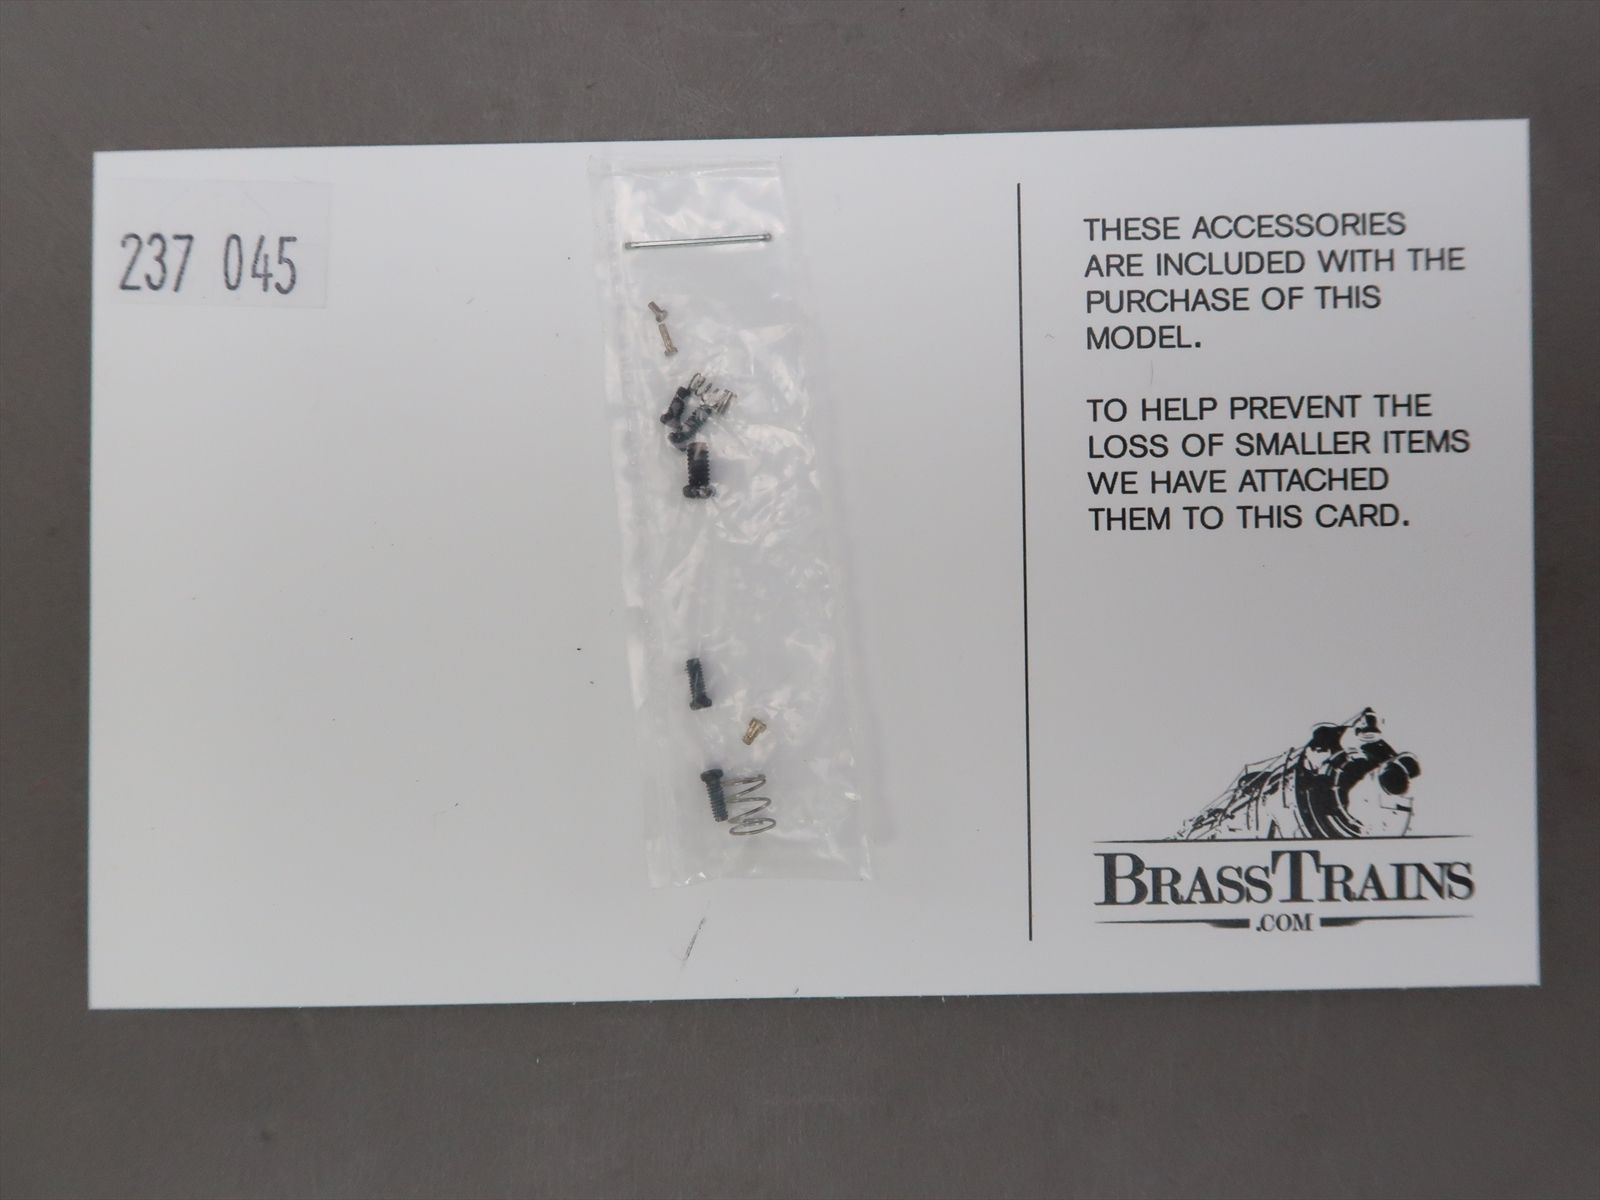 237 045
THESE ACCESSORIES
ARE INCLUDED WITH THE
PURCHASE OF THIS
MODEL.
TO HELP PREVENT THE
LOSS OF SMALLER ITEMS
WE HAVE ATTACHED
THEM TO THIS CARD.
BRASSTRAINS
.COM